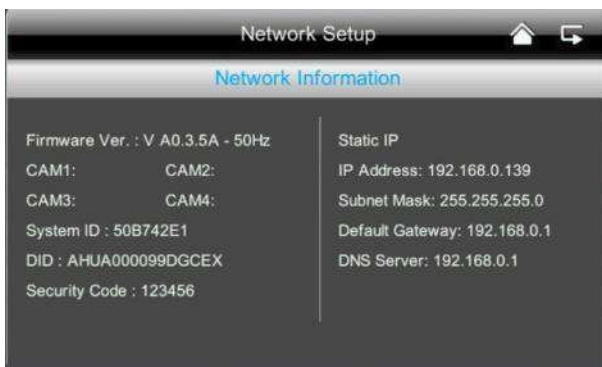 Network Setup
Network Information
Firmware Ver. : V A0.3.5A - 50Hz
CAM1: CAM2:
CAM3: CAM4:
System ID : 50B742E1
DID : AHUA000099DGCEX
Security Code : 123456
Static IP
IP Address: 192.168.0.139
Subnet Mask: 255.255.255.0
Default Gateway: 192.168.0.1
DNS Server: 192.168.0.1